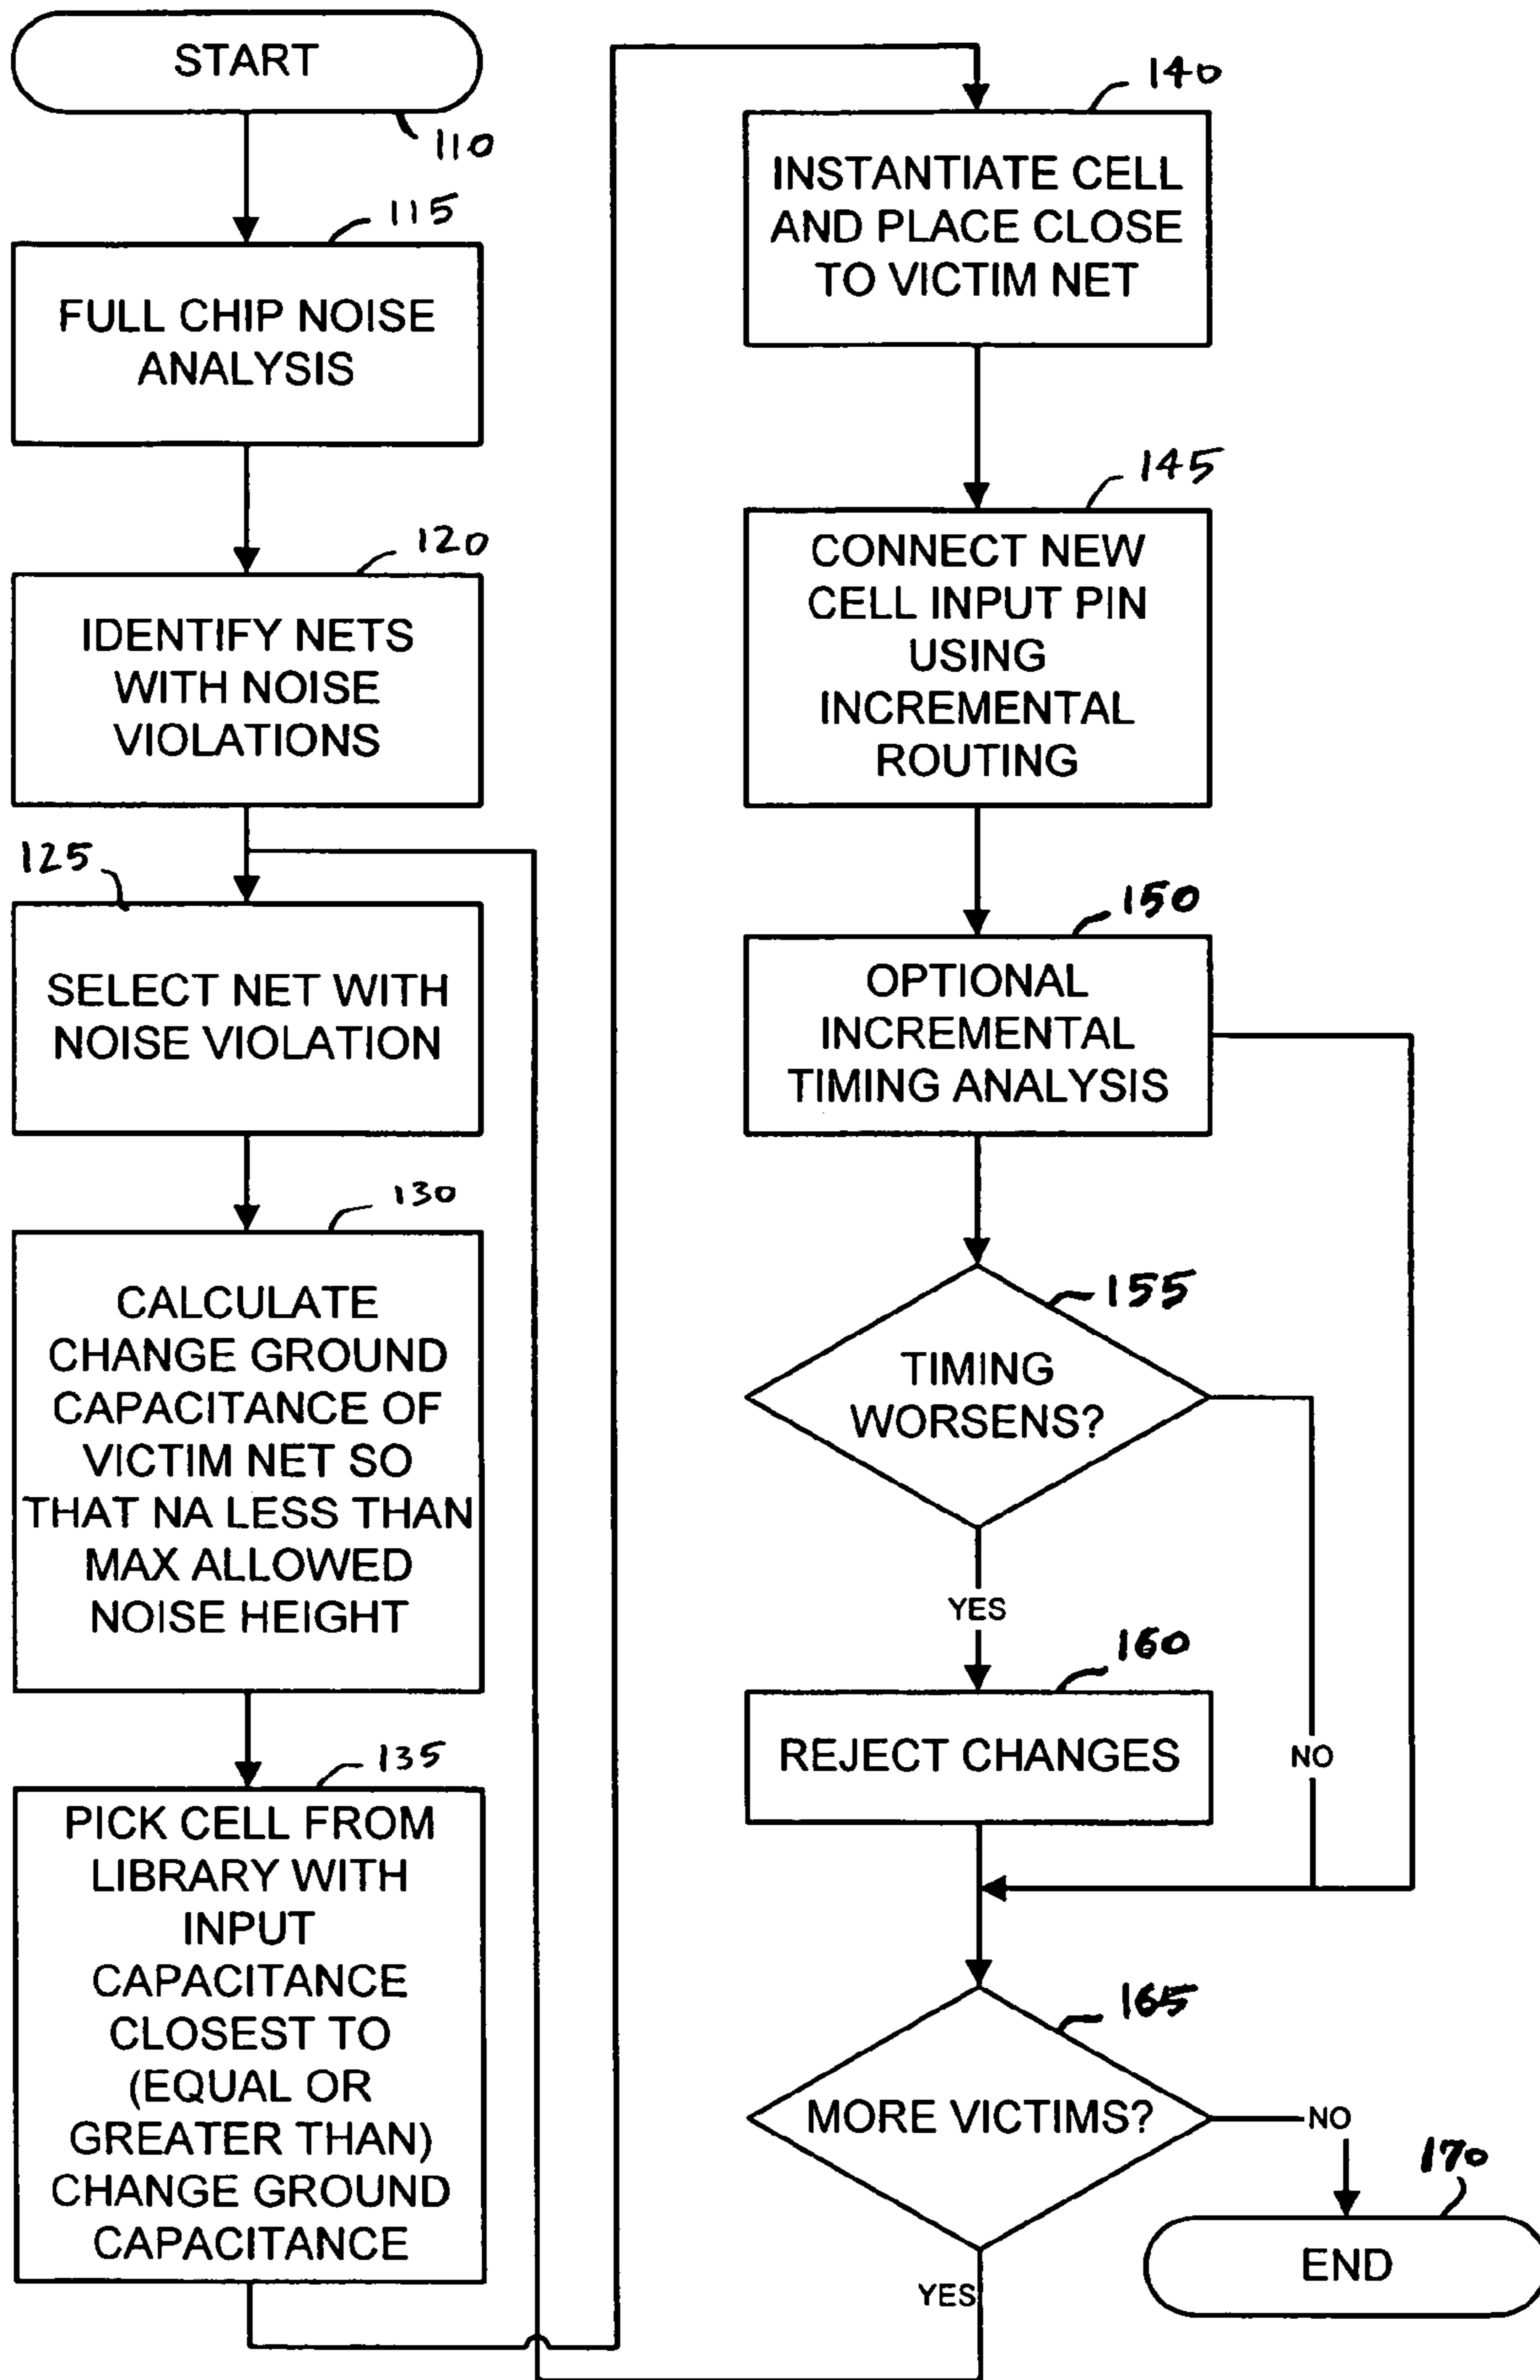 START
110
115
FULL CHIP NOISE
ANALYSIS
120
IDENTIFY NETS
WITH NOISE
VIOLATIONS
125
SELECT NET WITH
NOISE VIOLATION
130
CALCULATE
CHANGE GROUND
CAPACITANCE OF
VICTIM NET SO
THAT NA LESS THAN
MAX ALLOWED
NOISE HEIGHT
135
PICK CELL FROM
LIBRARY WITH
INPUT
CAPACITANCE
CLOSEST TO
(EQUAL OR
GREATER THAN)
CHANGE GROUND
CAPACITANCE
140
INSTANTIATE CELL
AND PLACE CLOSE
TO VICTIM NET
145
CONNECT NEW
CELL INPUT PIN
USING
INCREMENTAL
ROUTING
150
OPTIONAL
INCREMENTAL
TIMING ANALYSIS
155
TIMING
WORSENS?
YES
NO
160
REJECT CHANGES
165
MORE VICTIMS?
NO
YES
170
END